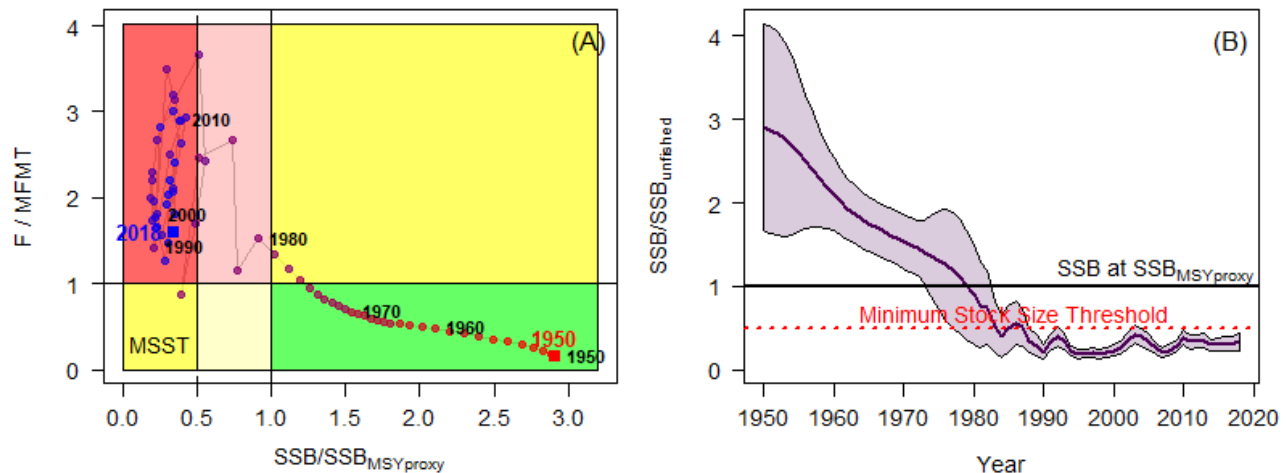 (A)
4
3
2
1
0
F / MFMT
2010
2000
2018
1990
1980
1970
1960
1950
1950
MSST
0.0 0.5 1.0 1.5 2.0 2.5 3.0
SSB/SSBMSYproxy
(B)
4
3
2
1
0
SSB/SSBunfished
SSB at SSBMSYproxy
Minimum Stock Size Threshold
1950 1960 1970 1980 1990 2000 2010 2020
Year